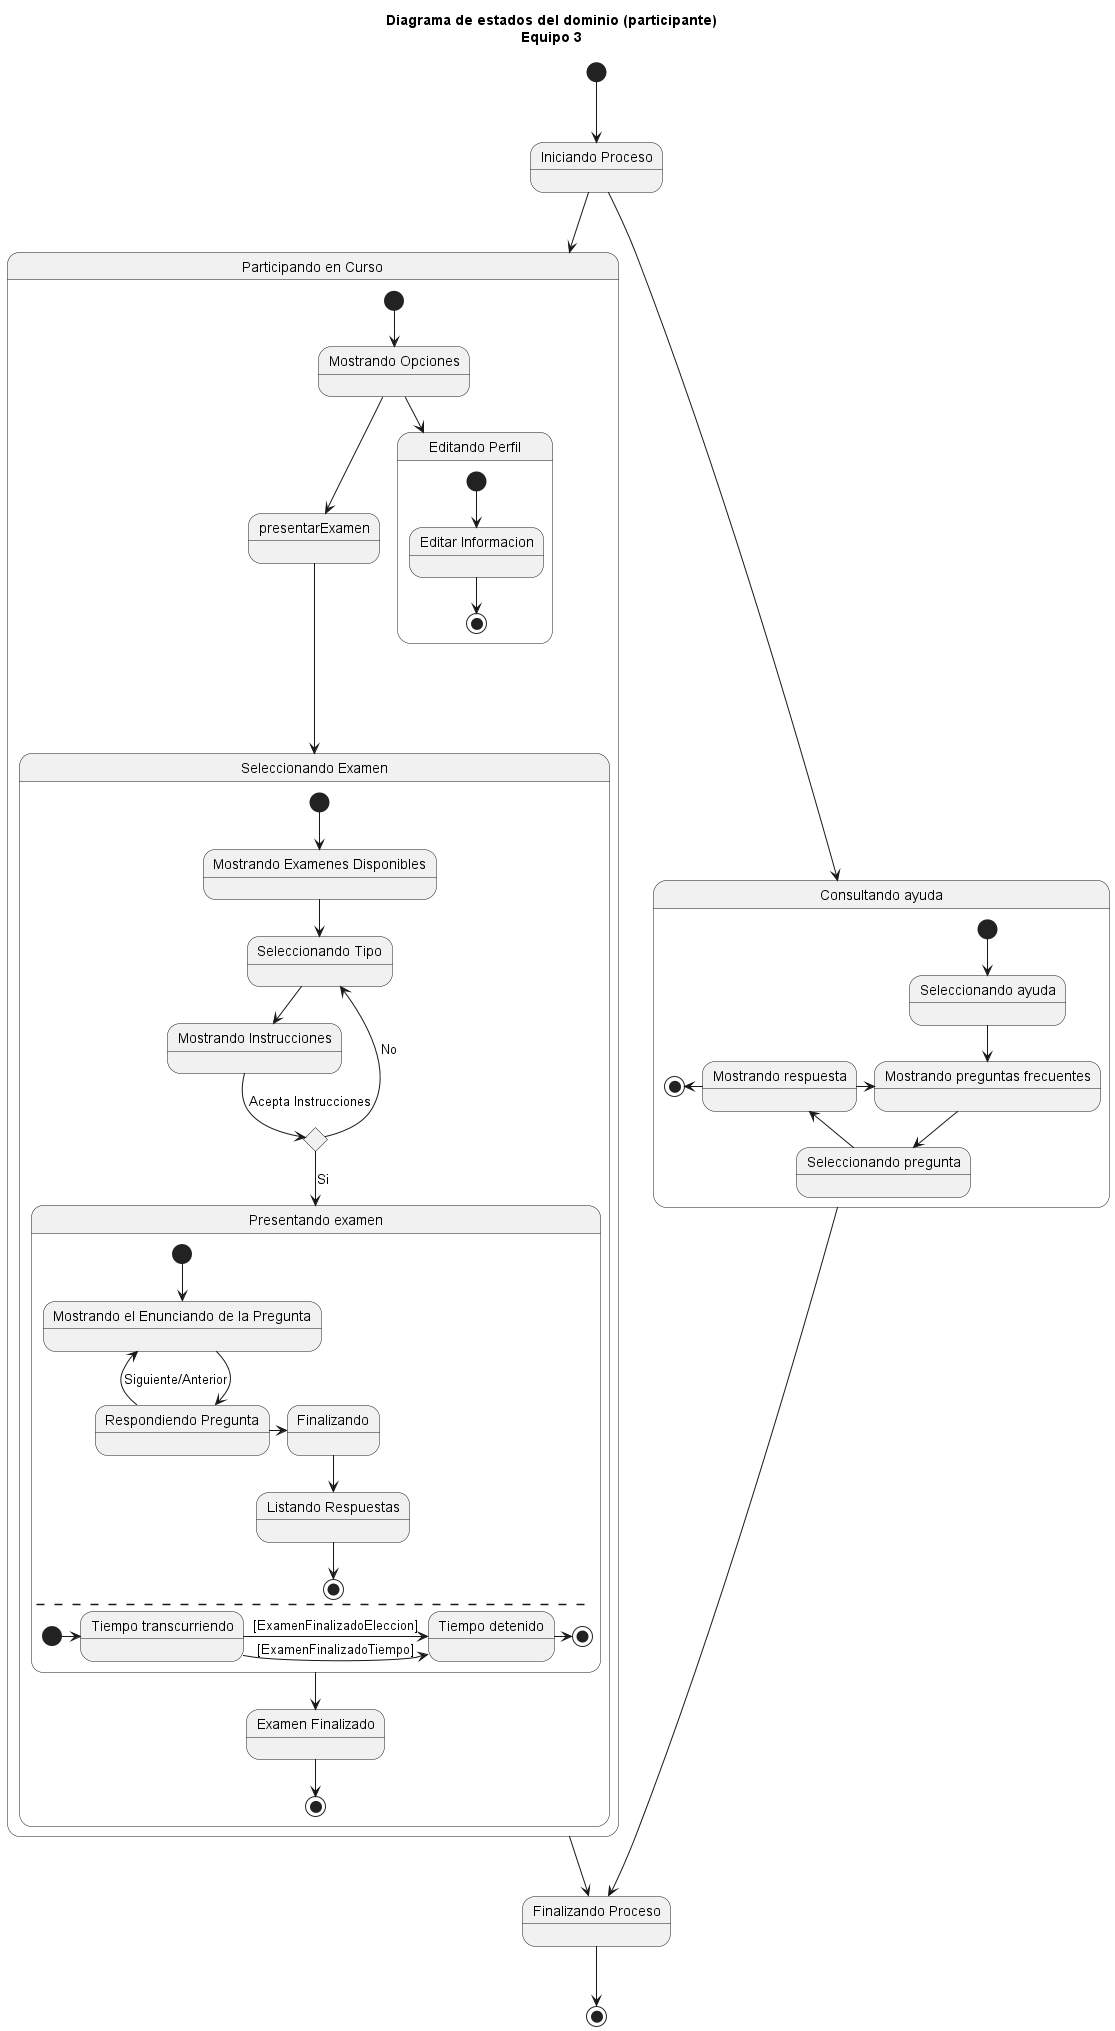 Diagrama de estados del dominio (participante)
Equipo 3
Iniciando Proceso
Participando en Curso
Mostrando Opciones
Editando Perfil
presentarExamen
Editar Informacion
Seleccionando Examen
Mostrando Examenes Disponibles
Seleccionando Tipo
Mostrando Instrucciones
No
Acepta Instrucciones
Si
Consultando ayuda
Seleccionando ayuda
Mostrando respuesta
Mostrando preguntas frecuentes
Seleccionando pregunta
Presentando examen
Mostrando el Enunciando de la Pregunta
Siguiente/Anterior
Respondiendo Pregunta
Finalizando
Listando Respuestas
Tiempo transcurriendo
[ExamenFinalizadoEleccion]
[ExamenFinalizadoTiempo]
Tiempo detenido
Examen Finalizado
Finalizando Proceso